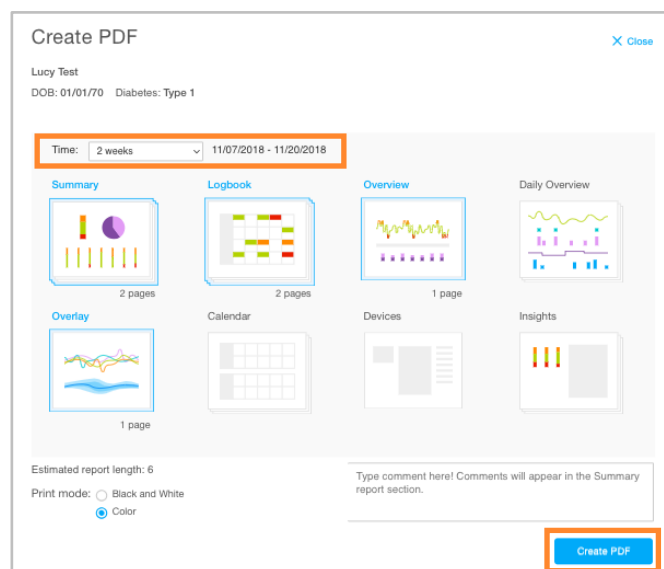 Create PDF
Close
Lucy Test
DOB: 01/01/70 Diabetes: Type 1
Time: 2 weeks 11/07/2018 - 11/20/2018
Summary Logbook Overview Daily Overview
2 pages 2 pages 1 page
Overlay Calendar Devices Insights
1 page
Estimated report length: 6
Print mode: Black and White
Color
Type comment here! Comments will appear in the Summary
report section.
Create PDF